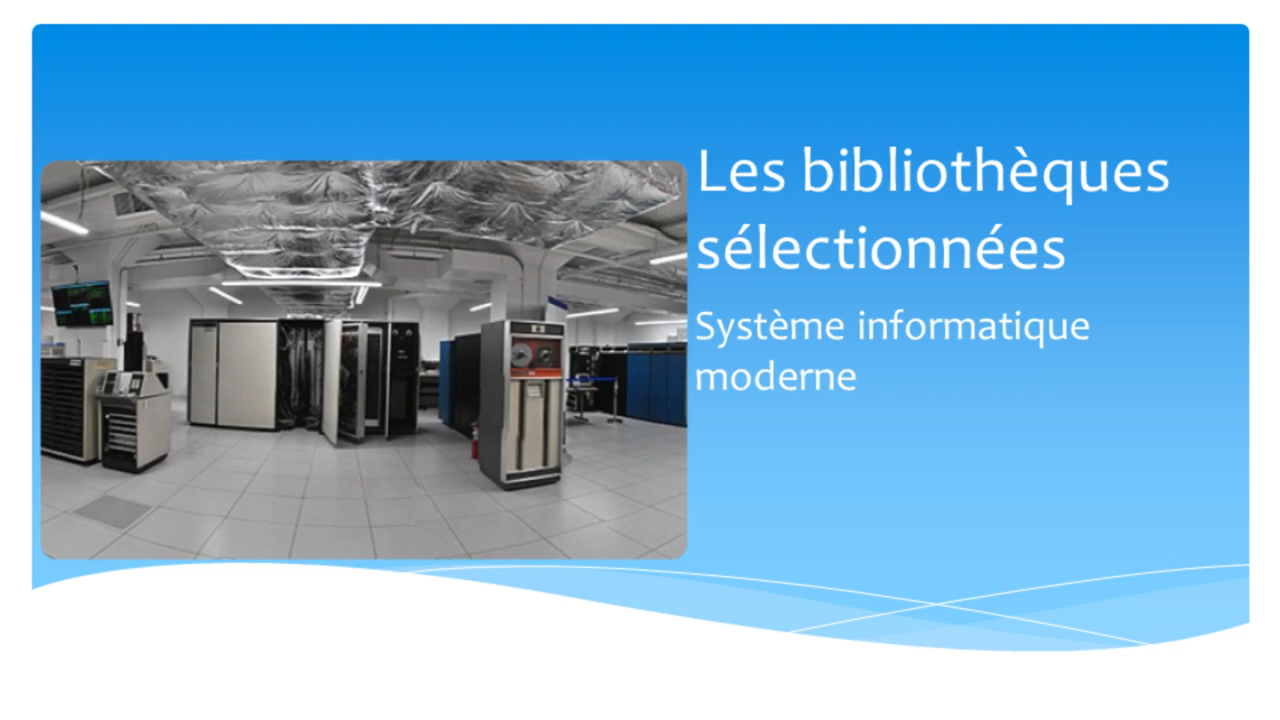 Les bibliothèques
sélectionnées
Système informatique
moderne